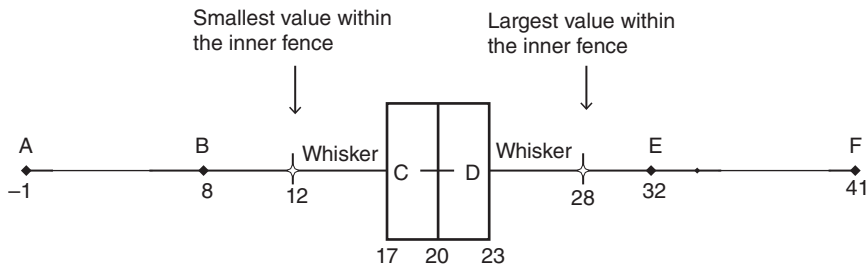 Smallest value within
the inner fence
Largest value within
the inner fence
A
B
Whisker
C
D
Whisker
E
F
–1
8
12
28
32
41
17
20
23